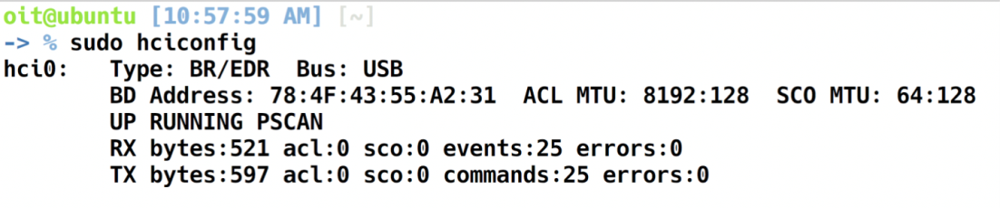 oit@ubuntu [10:57:59 AM] [~]
-> % sudo hciconfig
hci0:   Type: BR/EDR  Bus: USB
        BD Address: 78:4F:43:55:A2:31  ACL MTU: 8192:128  SCO MTU: 64:128
        UP RUNNING PSCAN
        RX bytes:521 acl:0 sco:0 events:25 errors:0
        TX bytes:597 acl:0 sco:0 commands:25 errors:0